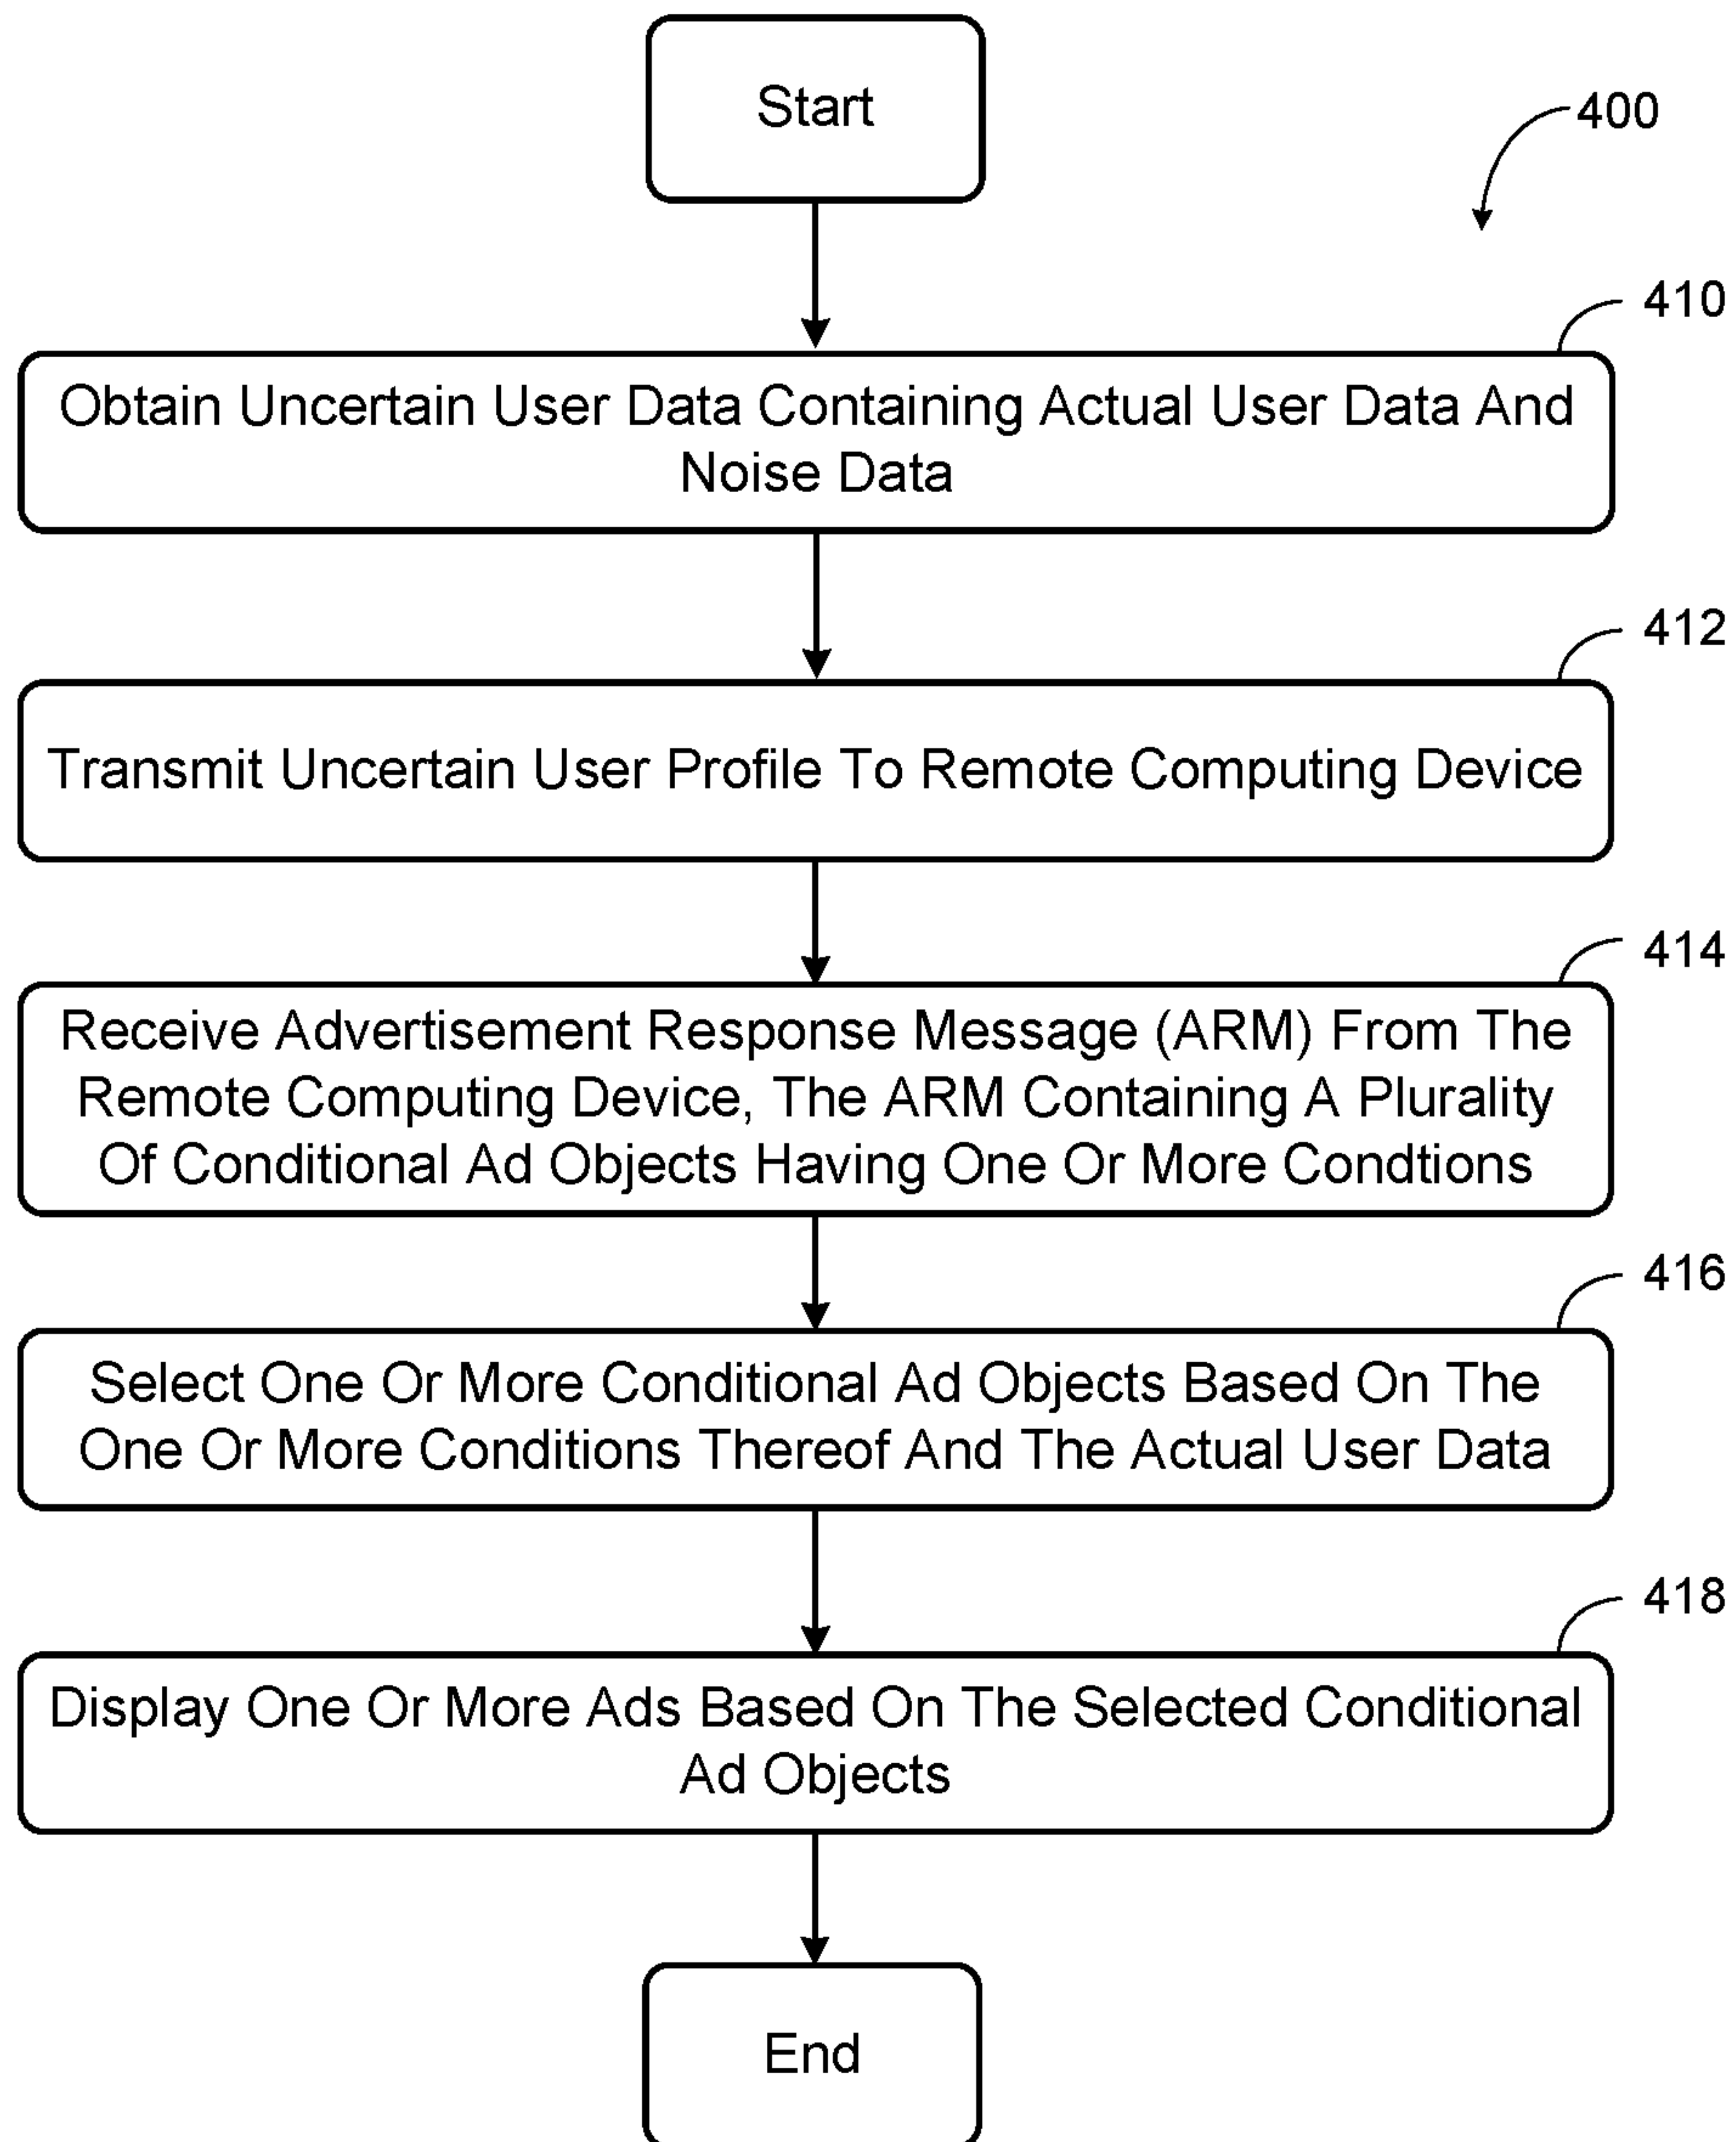 Start
400
410
Obtain Uncertain User Data Containing Actual User Data And
Noise Data
412
Transmit Uncertain User Profile To Remote Computing Device
414
Receive Advertisement Response Message (ARM) From The
Remote Computing Device, The ARM Containing A Plurality
Of Conditional Ad Objects Having One Or More Condtions
416
Select One Or More Conditional Ad Objects Based On The
One Or More Conditions Thereof And The Actual User Data
418
Display One Or More Ads Based On The Selected Conditional
Ad Objects
End